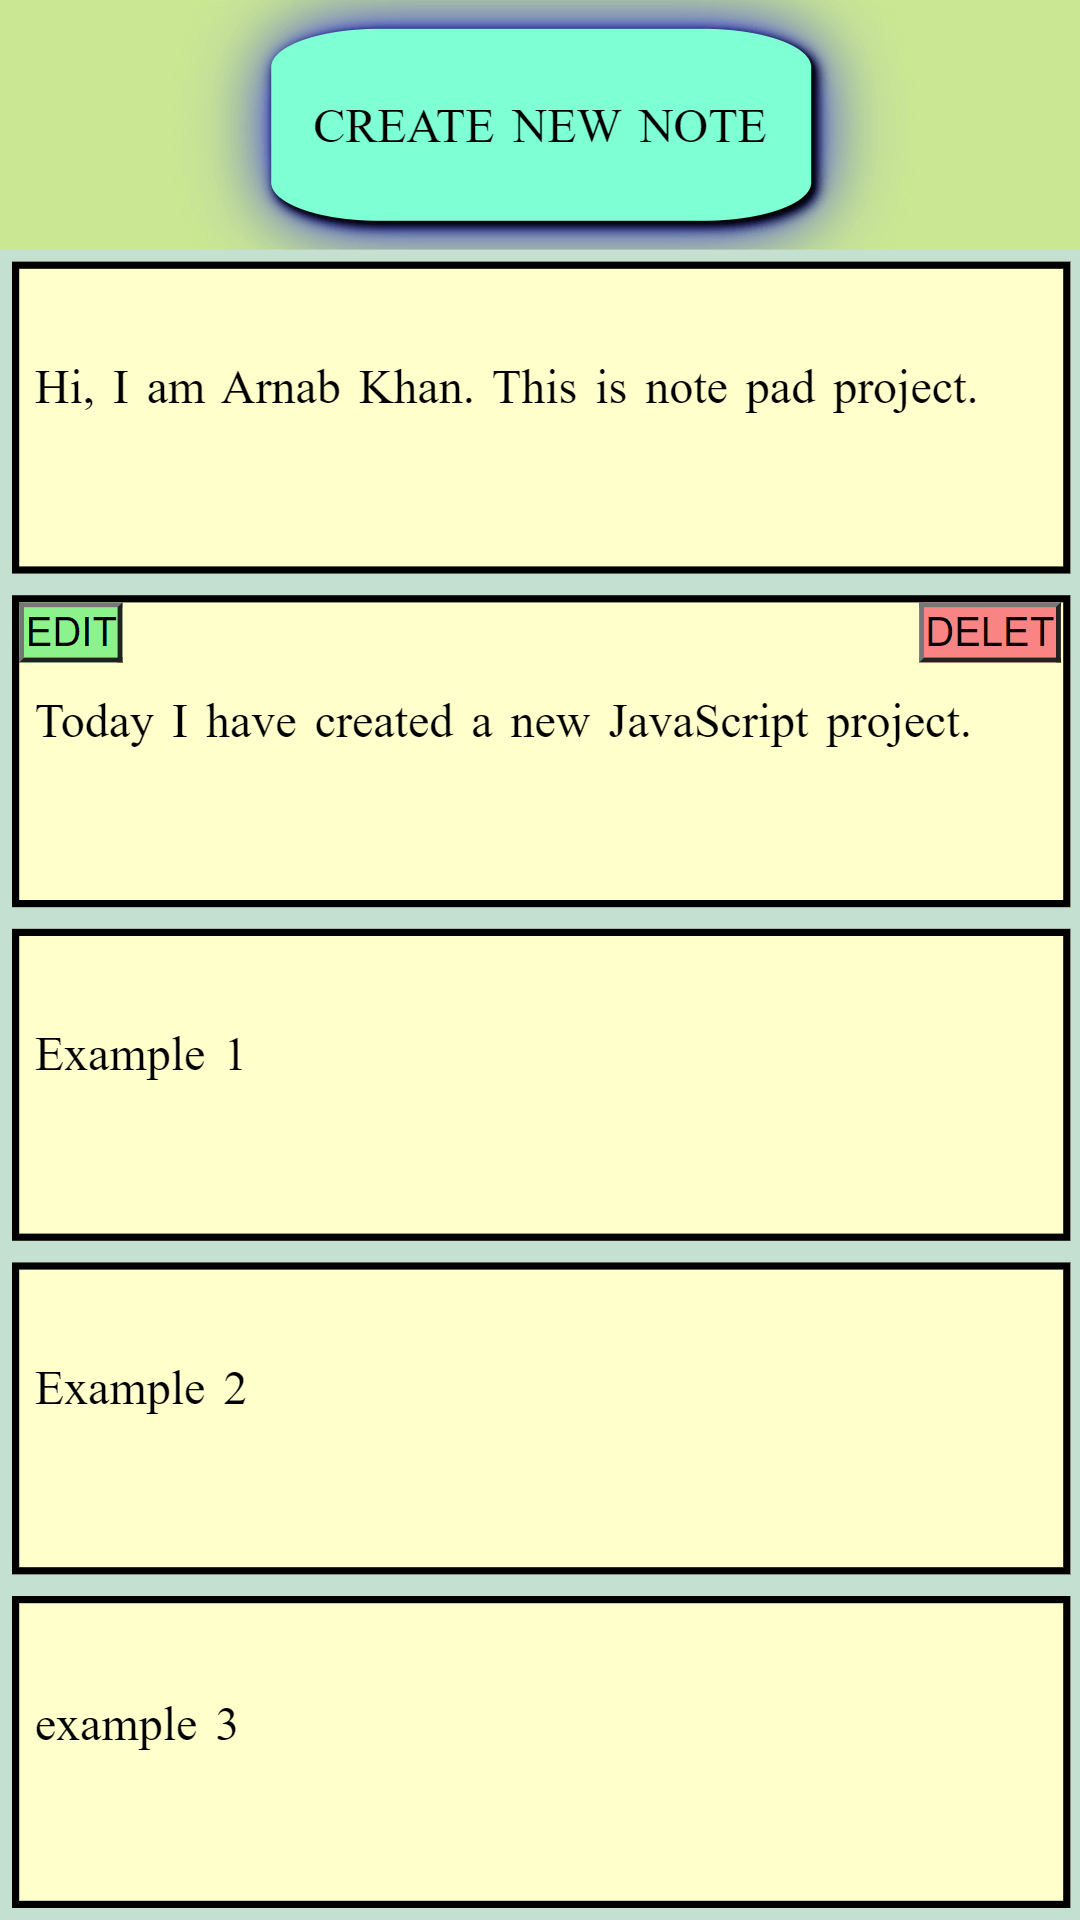 CREATE NEW NOTE
Hi, I am Arnab Khan. This is note pad project.
EDIT
DELET
Today I have created a new JavaScript project.
Example 1
Example 2
example 3